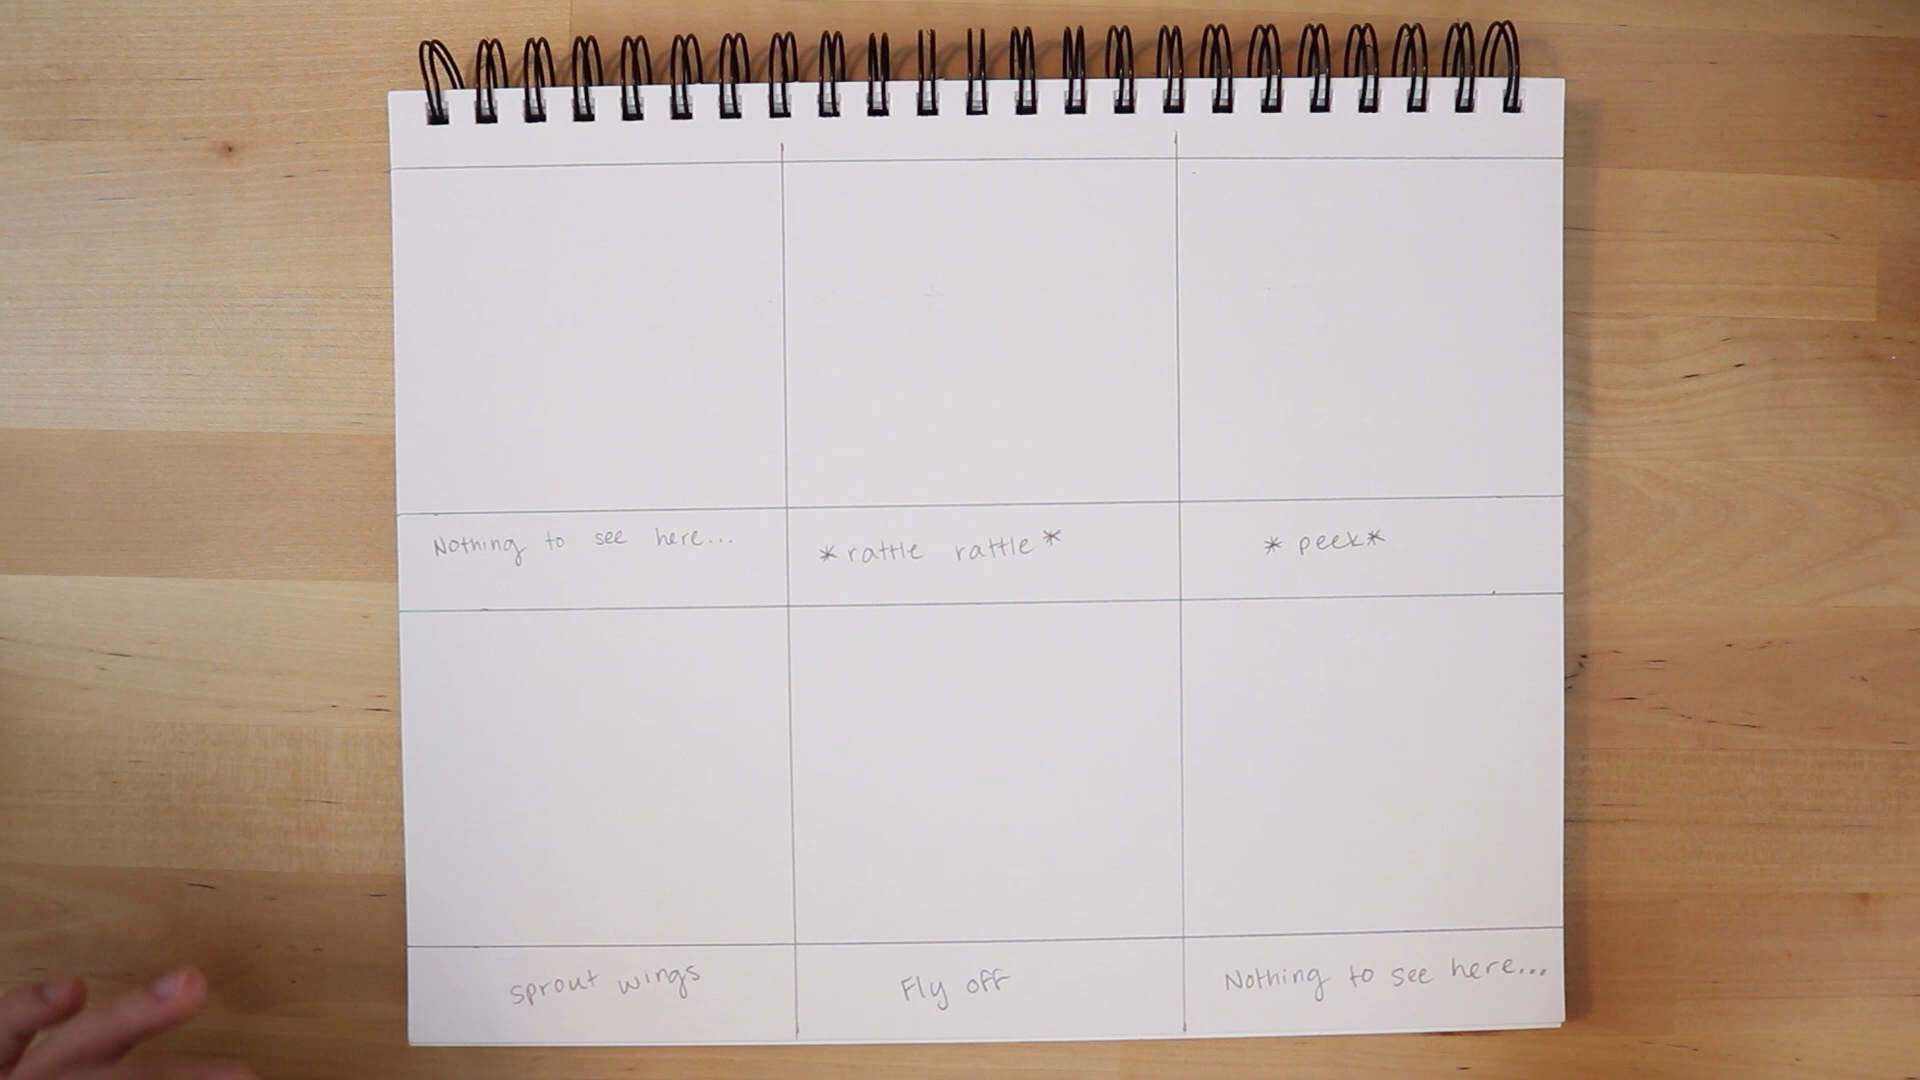 Nothing to see here...
*rattle rattle*
*peek*
sprout wings
Fly off
Nothing to see here...